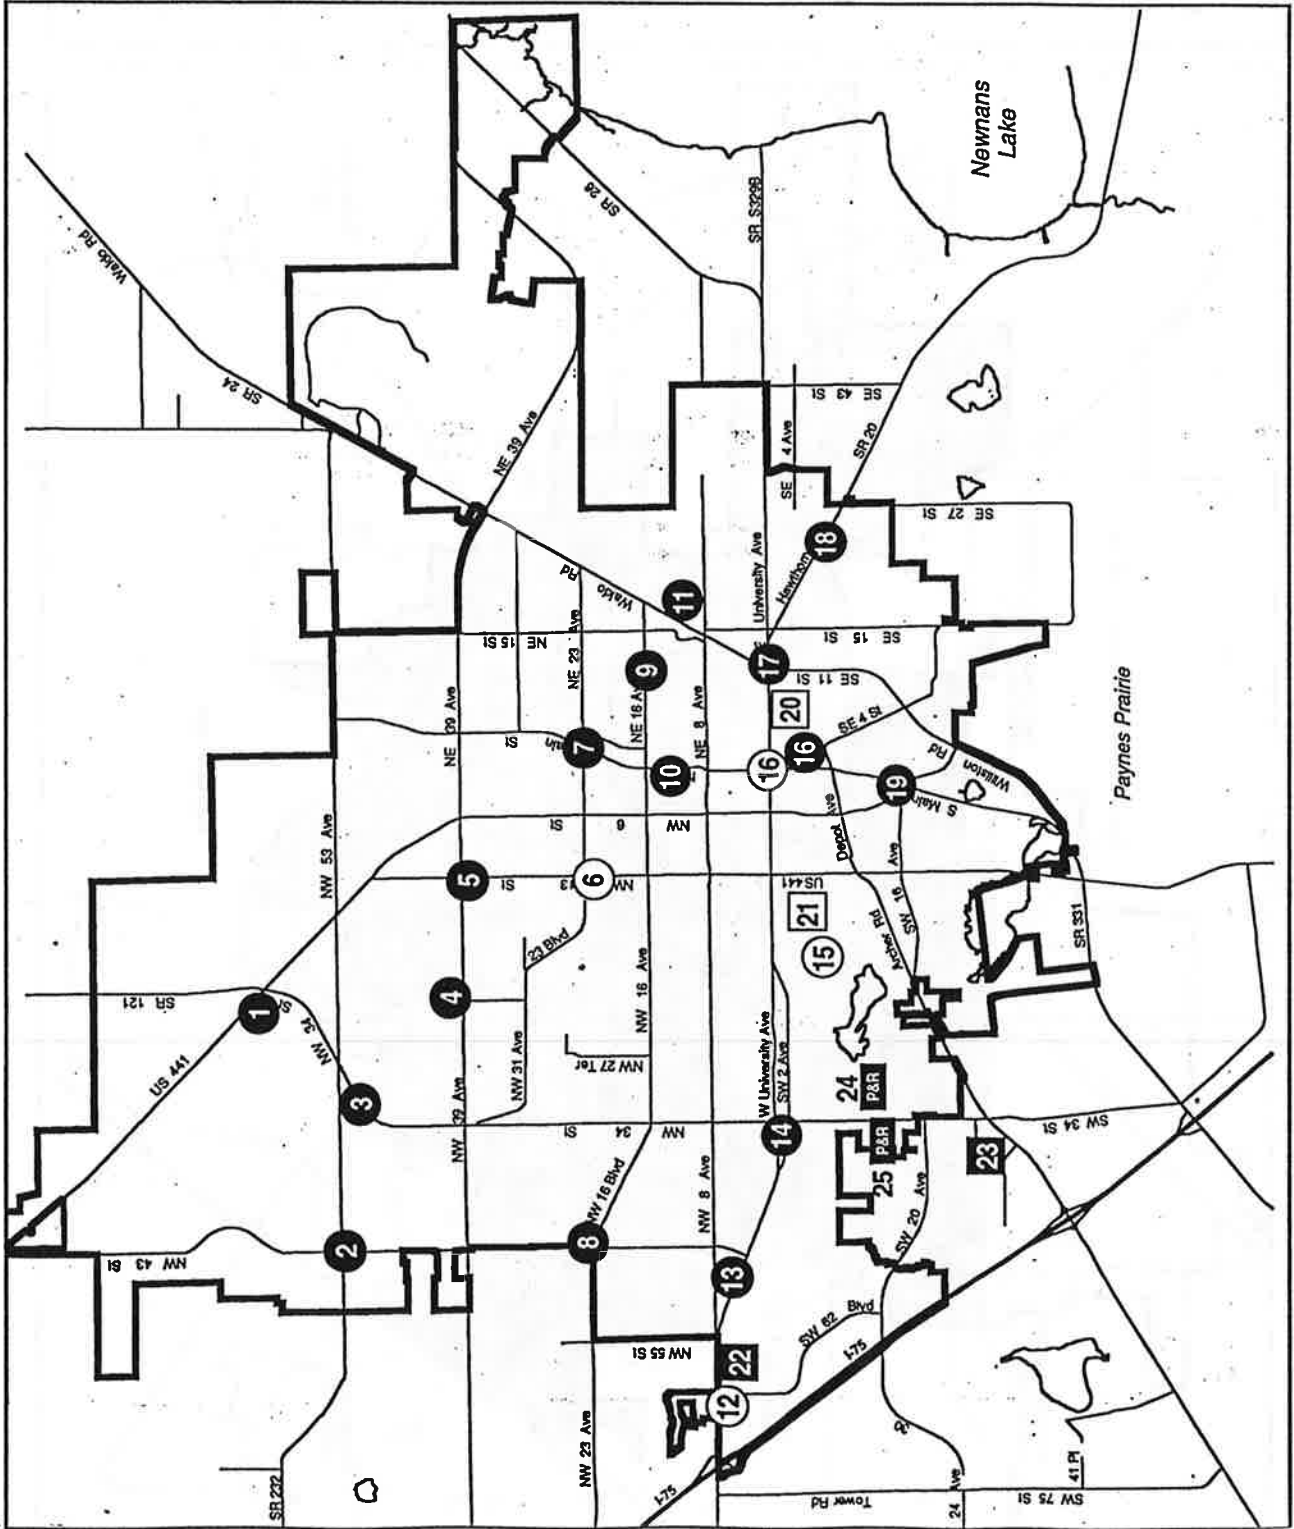 Newnans
Lake
Paynes Prairie
Waldo Rd
SR 24
SR 26
SR S329B
NE 39 Ave
SE 43 St
SE 4 Ave
SR 20
SE 27 St
Waldo Rd
University Ave
Hawthorn
18
11
NE 15 St
NE 23 Ave
SE 15 St
9
17
SE 11 St
NE 39 Ave
St
7
NE 16 Av
NE 8 Ave
20
16
16
SE 4 St
10
19
Williston Rd
S Main
NW 53 Ave
NW 6 St
Depot Ave
5
NW 13 St
6
US 441
21
SW 16 Ave
SR 331
23 Blvd
15
Archer Rd
SR 121
1
4
NW 16 Ave
NW 34 St
US 441
3
NW 31 Ave
NW 27 Ter
W University Ave
SW 2 Ave
24
P&R
NW 39 Ave
NW 34 St
14
P&R
25
23
SW 34 St
NW 16 Blvd
NW 8 Ave
SW 20 Ave
NW 43 St
2
8
13
SW 62 Blvd
NW 55 St
22
12
I-75
SR 232
NW 23 Ave
I-75
Tower Rd
24 Ave
41 Pl
SW 75 St